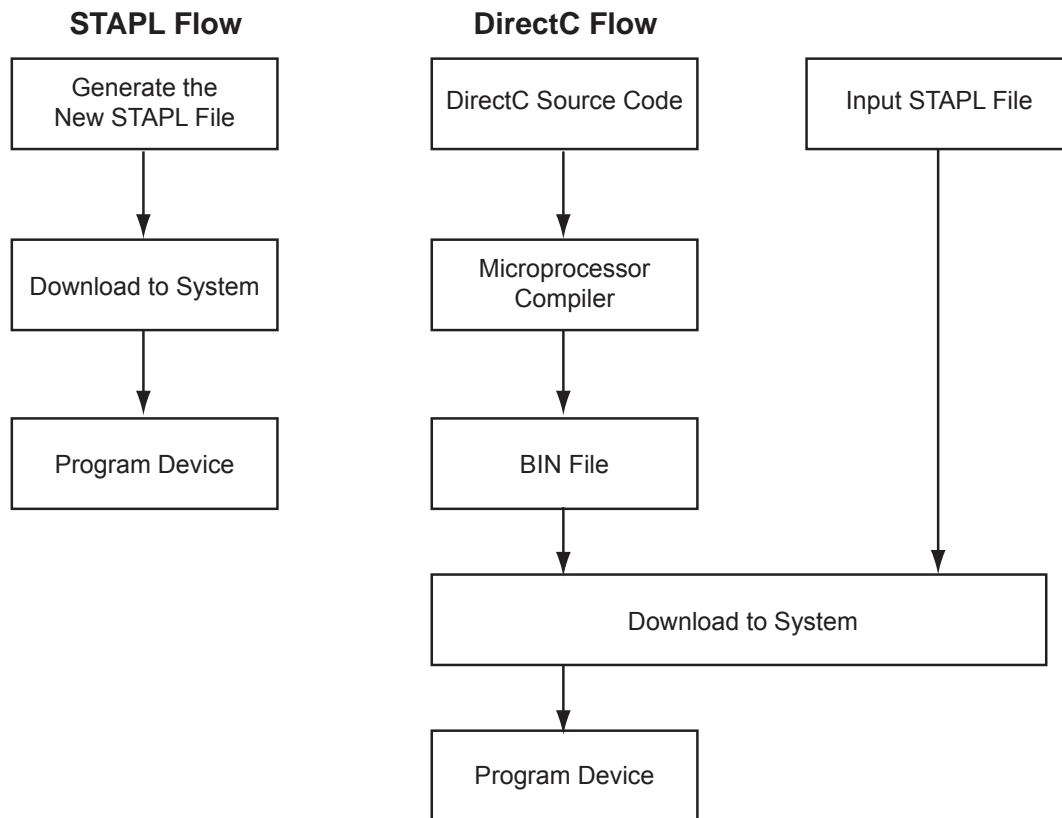 STAPL Flow
Generate the
New STAPL File
Download to System
Program Device
DirectC Flow
DirectC Source Code
Microprocessor
Compiler
BIN File
Input STAPL File
Download to System
Program Device